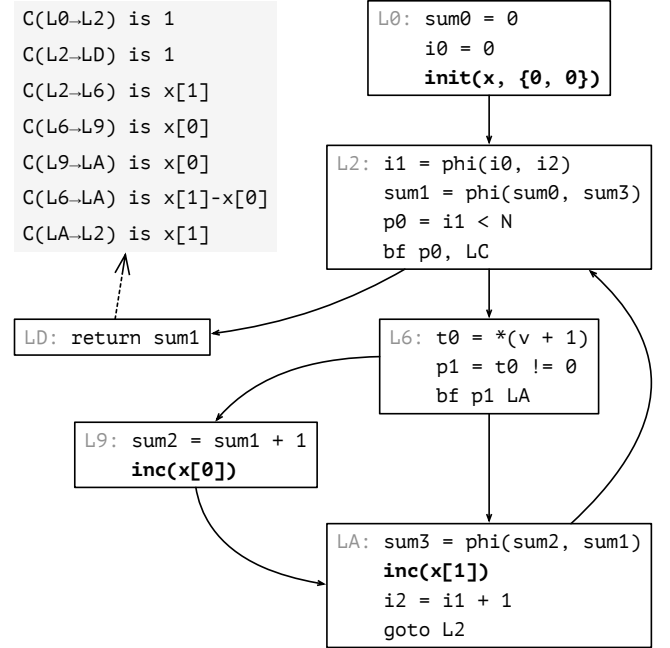 C(L0→L2) is 1
C(L2→LD) is 1
C(L2→L6) is x[1]
C(L6→L9) is x[0]
C(L9→LA) is x[0]
C(L6→LA) is x[1]-x[0]
C(LA→L2) is x[1]
L0: sum0 = 0
i0 = 0
init(x, {0, 0})
L2: i1 = phi(i0, i2)
sum1 = phi(sum0, sum3)
p0 = i1 < N
bf p0, LC
LD: return sum1
L6: t0 = *(v + 1)
p1 = t0 != 0
bf p1 LA
L9: sum2 = sum1 + 1
inc(x[0])
LA: sum3 = phi(sum2, sum1)
inc(x[1])
i2 = i1 + 1
goto L2